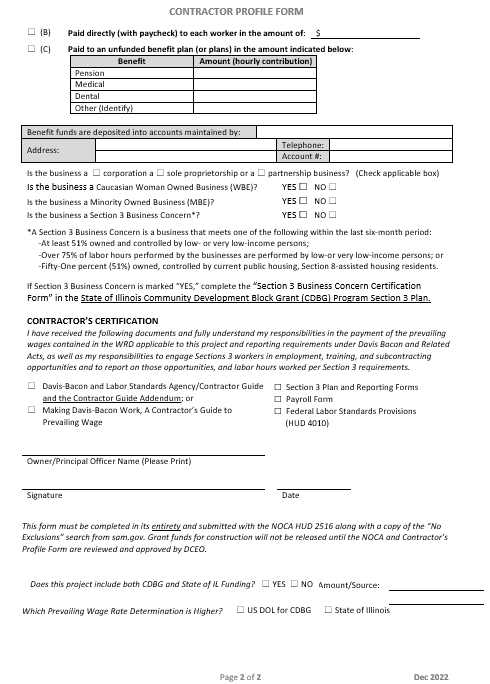 CONTRACTOR PROFILE FORM
☐ (B) Paid directly (with paycheck) to each worker in the amount of: $
☐ (C) Paid to an unfunded benefit plan (or plans) in the amount indicated below:
Benefit Amount (hourly contribution)
Pension
Medical
Dental
Other (Identify)
Benefit funds are deposited into accounts maintained by:
Address: Telephone:
Account #:
Is the business a ☐ corporation a ☐ sole proprietorship or a ☐ partnership business? (Check applicable box)
Is the business a Caucasian Woman Owned Business (WBE)? YES ☐ NO ☐
Is the business a Minority Owned Business (MBE)? YES ☐ NO ☐
Is the business a Section 3 Business Concern*? YES ☐ NO ☐
*A Section 3 Business Concern is a business that meets one of the following within the last six-month period:
-At least 51% owned and controlled by low- or very low-income persons;
-Over 75% of labor hours performed by the businesses are performed by low-or very low-income persons; or
-Fifty-One percent (51%) owned, controlled by current public housing, Section 8-assisted housing residents.
If Section 3 Business Concern is marked "YES," complete the "Section 3 Business Concern Certification
Form" in the State of Illinois Community Development Block Grant (CDBG) Program Section 3 Plan.
CONTRACTOR'S CERTIFICATION
I have received the following documents and fully understand my responsibilities in the payment of the prevailing
wages contained in the WRD applicable to this project and reporting requirements under Davis Bacon and Related
Acts, as well as my responsibilities to engage Sections 3 workers in employment, training, and subcontracting
opportunities and to report on those opportunities, and labor hours worked per Section 3 requirements.
☐ Davis-Bacon and Labor Standards Agency/Contractor Guide
and the Contractor Guide Addendum; or
☐ Making Davis-Bacon Work, A Contractor's Guide to
Prevailing Wage
☐ Section 3 Plan and Reporting Forms
☐ Payroll Form
☐ Federal Labor Standards Provisions
(HUD 4010)
Owner/Principal Officer Name (Please Print)
Signature Date
This form must be completed in its entirety and submitted with the NOCA HUD 2516 along with a copy of the "No
Exclusions" search from sam.gov. Grant funds for construction will not be released until the NOCA and Contractor's
Profile Form are reviewed and approved by DCEO.
Does this project include both CDBG and State of IL Funding? ☐ YES ☐ NO Amount/Source:
Which Prevailing Wage Rate Determination is Higher? ☐ US DOL for CDBG ☐ State of Illinois
Page 2 of 2 Dec 2022